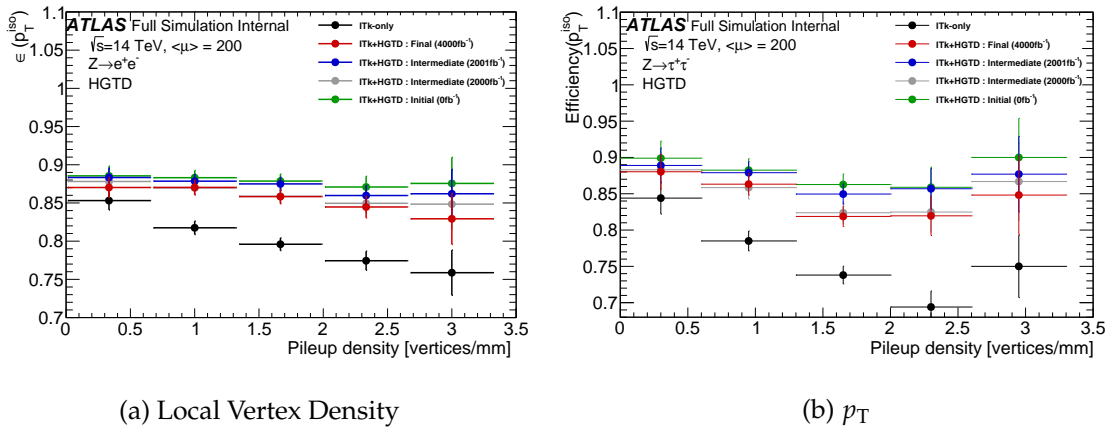 ϵ (p_T^iso)
1.1
1.05
1
0.95
0.9
0.85
0.8
0.75
0.7
ATLAS Full Simulation Internal
√s=14 TeV, <μ> = 200
Z→e⁺e⁻
HGTD
ITk-only
ITk+HGTD : Final (4000fb⁻¹)
ITk+HGTD : Intermediate (2001fb⁻¹)
ITk+HGTD : Intermediate (2000fb⁻¹)
ITk+HGTD : Initial (0fb⁻¹)
0 0.5 1 1.5 2 2.5 3 3.5
Pileup density [vertices/mm]
(a) Local Vertex Density
Efficiency(p_T^iso)
1.1
1.05
1
0.95
0.9
0.85
0.8
0.75
0.7
ATLAS Full Simulation Internal
√s=14 TeV, <μ> = 200
Z→τ⁺τ⁻
HGTD
ITk-only
ITk+HGTD : Final (4000fb⁻¹)
ITk+HGTD : Intermediate (2001fb⁻¹)
ITk+HGTD : Intermediate (2000fb⁻¹)
ITk+HGTD : Initial (0fb⁻¹)
0 0.5 1 1.5 2 2.5 3 3.5
Pileup density [vertices/mm]
(b) p_T